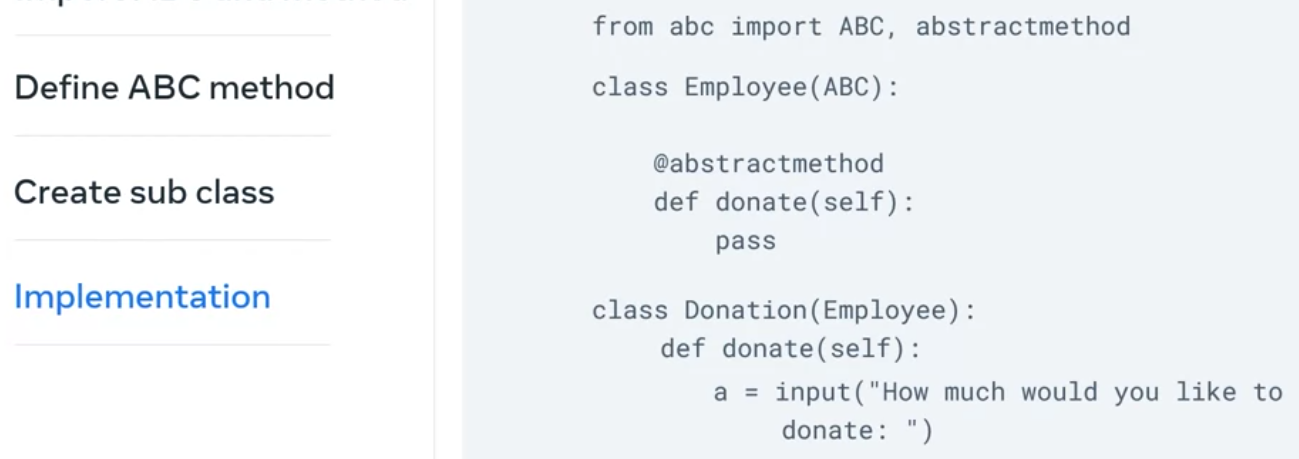 Define ABC method
Create sub class
Implementation
from abc import ABC, abstractmethod
class Employee(ABC):
@abstractmethod
def donate(self):
pass
class Donation(Employee):
def donate(self):
a = input("How much would you like to
donate: ")